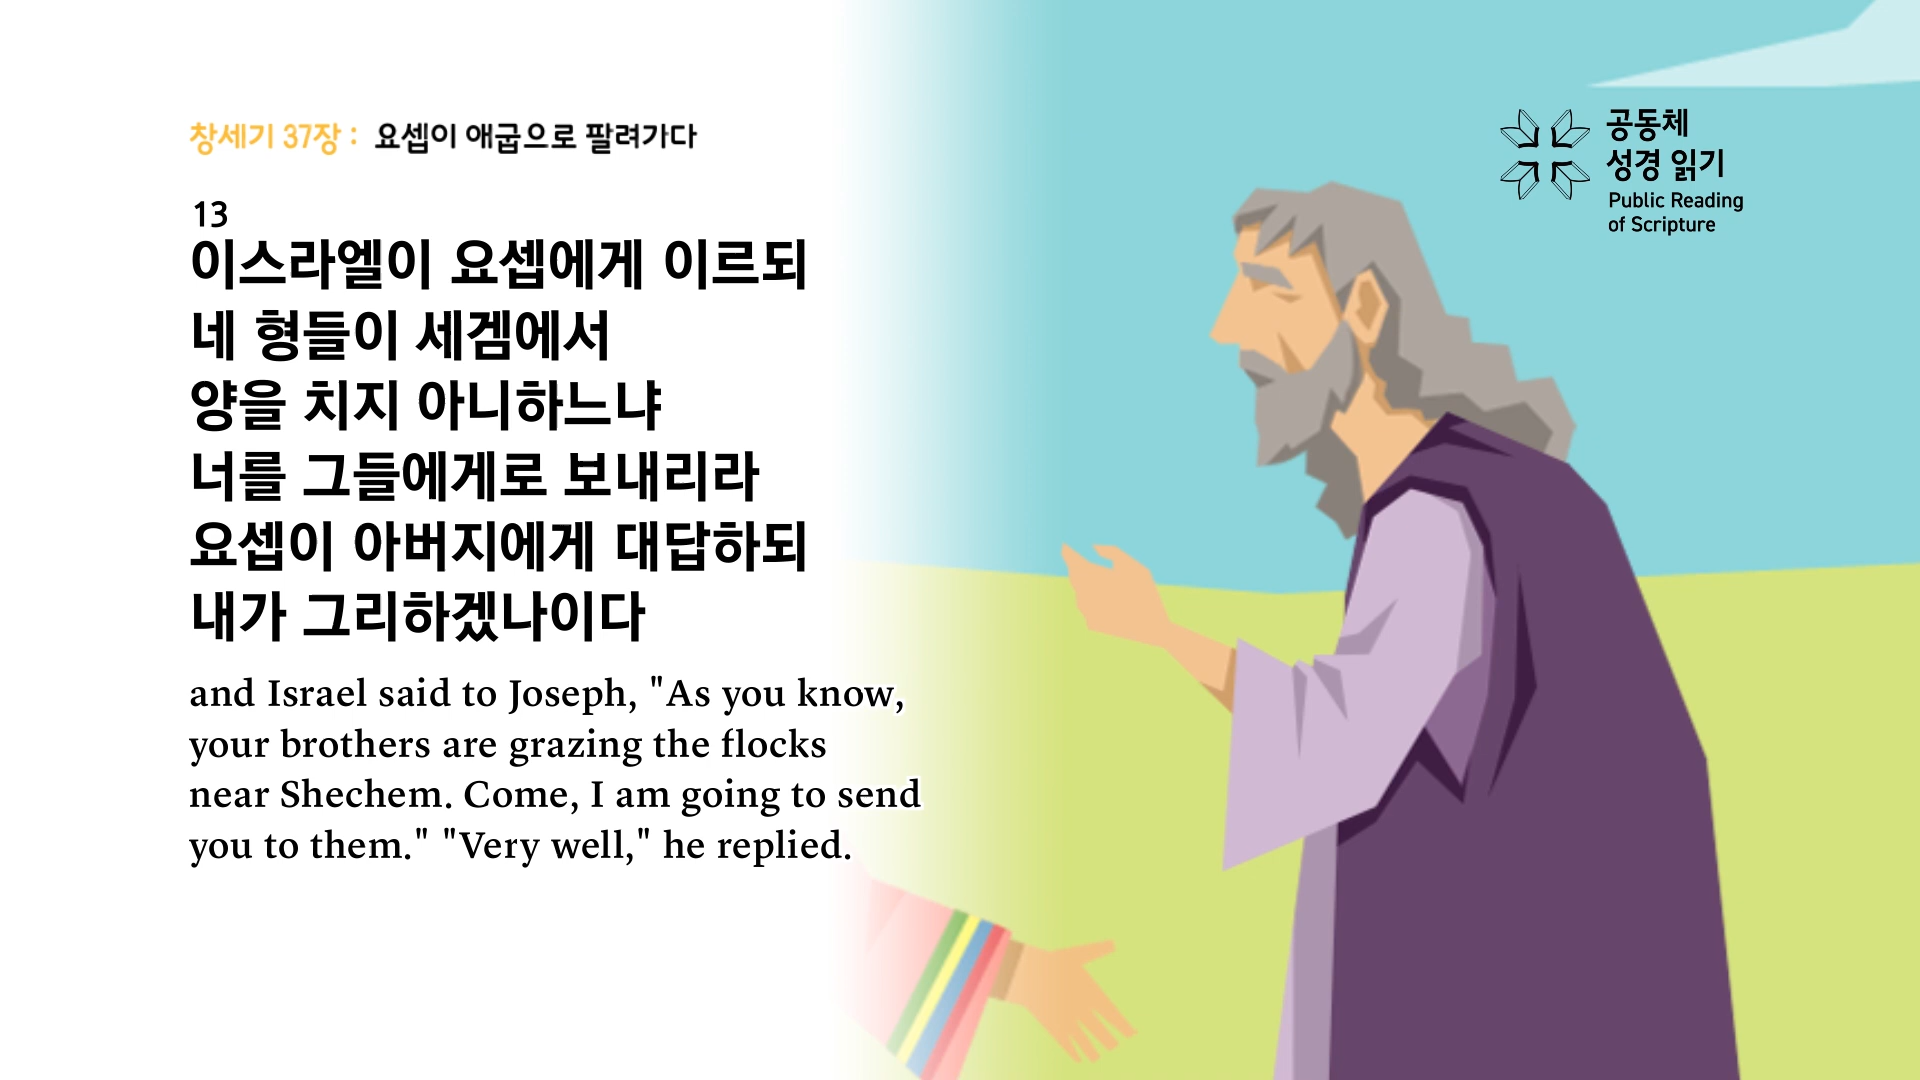 창세기 37장 : 요셉이 애굽으로 팔려가다
공동체
성경 읽기
Public Reading
of Scripture
13
이스라엘이 요셉에게 이르되
네 형들이 세겜에서
양을 치지 아니하느냐
너를 그들에게로 보내리라
요셉이 아버지에게 대답하되
내가 그리하겠나이다
and Israel said to Joseph, "As you know,
your brothers are grazing the flocks
near Shechem. Come, I am going to send
you to them." "Very well," he replied.